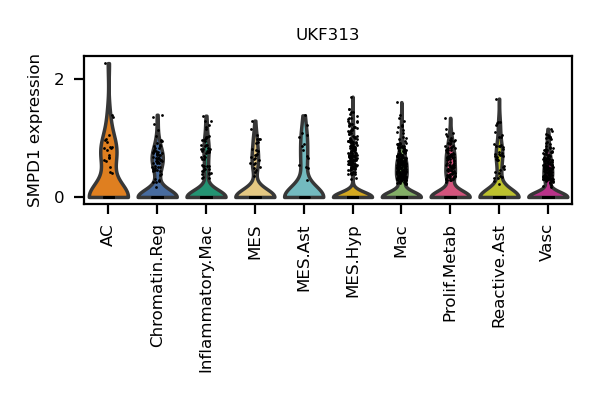 UKF313
SMPD1 expression
2
0
AC
Chromatin.Reg
Inflammatory.Mac
MES
MES.Ast
MES.Hyp
Mac
Prolif.Metab
Reactive.Ast
Vasc